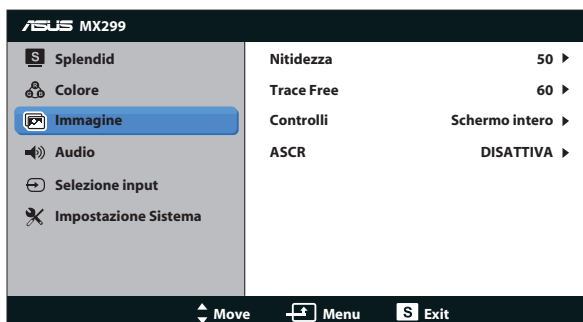 ASUS MX299
S Splendid
Colore
Immagine
Audio
Selezione input
Impostazione Sistema
Nitidezza 50
Trace Free 60
Controlli Schermo intero
ASCR DISATTIVA
Move Menu S Exit